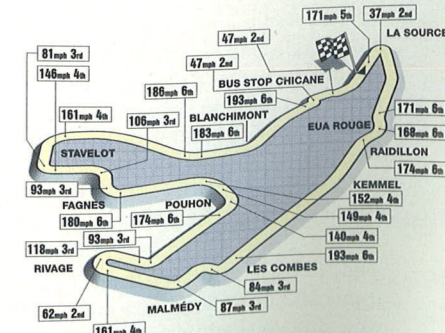 171mph 5th
37mph 2nd
LA SOURCE
47mph 2nd
81mph 3rd
47mph 2nd
146mph 4th
BUS STOP CHICANE
186mph 6th
193mph 6th
161mph 4th
106mph 3rd
BLANCHIMONT
171mph 6th
183mph 6th
EUA ROUGE
168mph 6th
STAVELOT
RAIDILLON
174mph 6th
93mph 3rd
KEMMEL
FAGNES
POUHON
152mph 4th
180mph 6th
174mph 6th
149mph 4th
93mph 3rd
140mph 4th
118mph 3rd
193mph 6th
RIVAGE
LES COMBES
84mph 3rd
62mph 2nd
MALMÉDY
87mph 3rd
161mph 4th